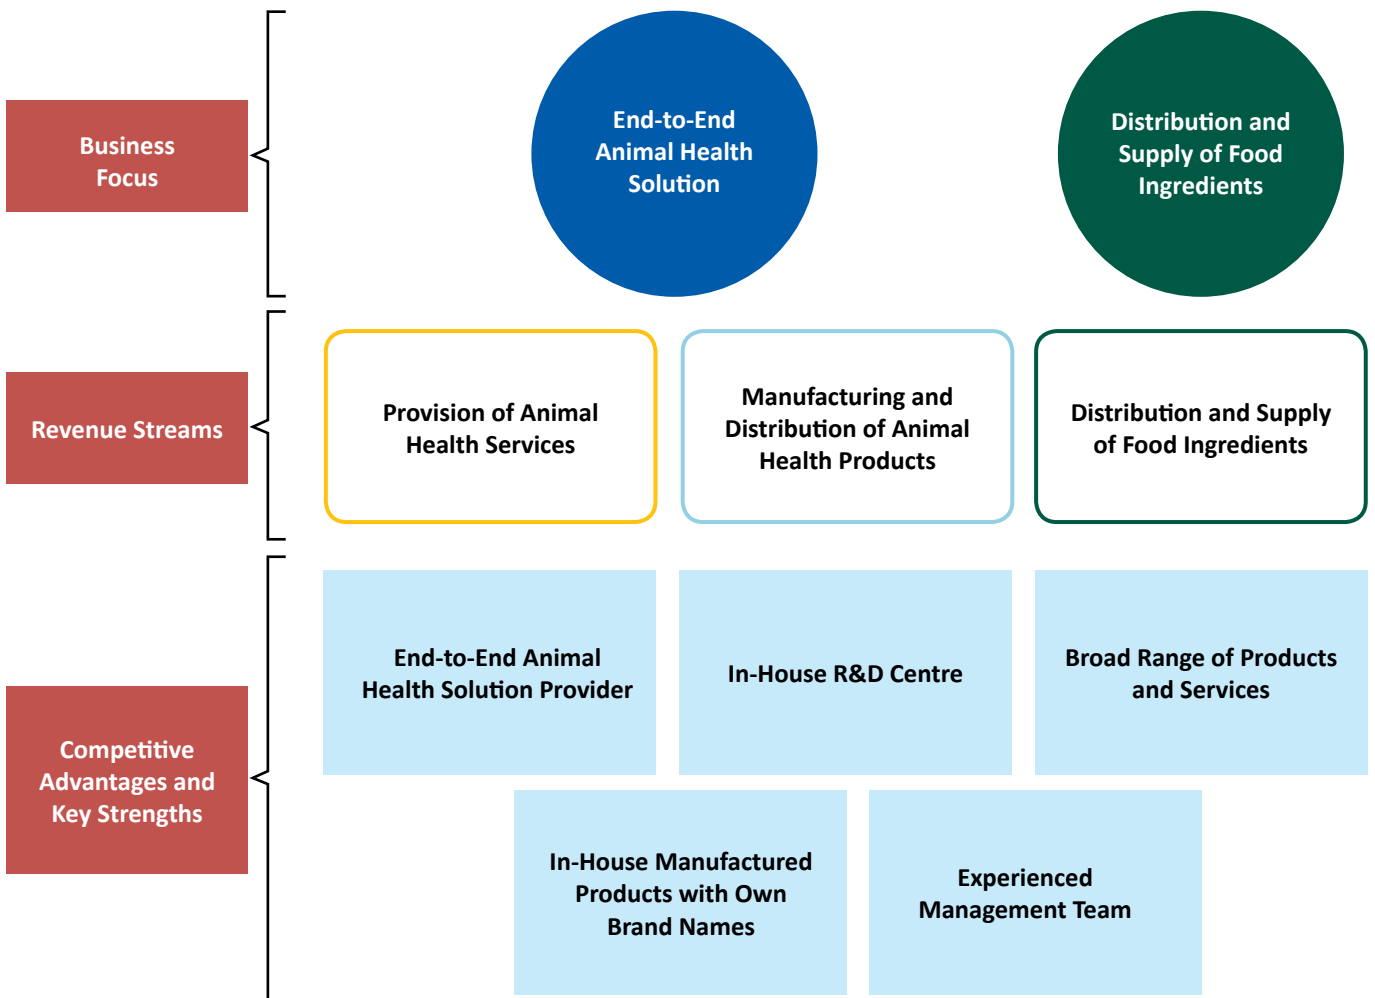 Business
Focus
End-to-End
Animal Health
Solution
Distribution and
Supply of Food
Ingredients
Revenue Streams
Provision of Animal
Health Services
Manufacturing and
Distribution of Animal
Health Products
Distribution and Supply
of Food Ingredients
Competitive
Advantages and
Key Strengths
End-to-End Animal
Health Solution Provider
In-House R&D Centre
Broad Range of Products
and Services
In-House Manufactured
Products with Own
Brand Names
Experienced
Management Team